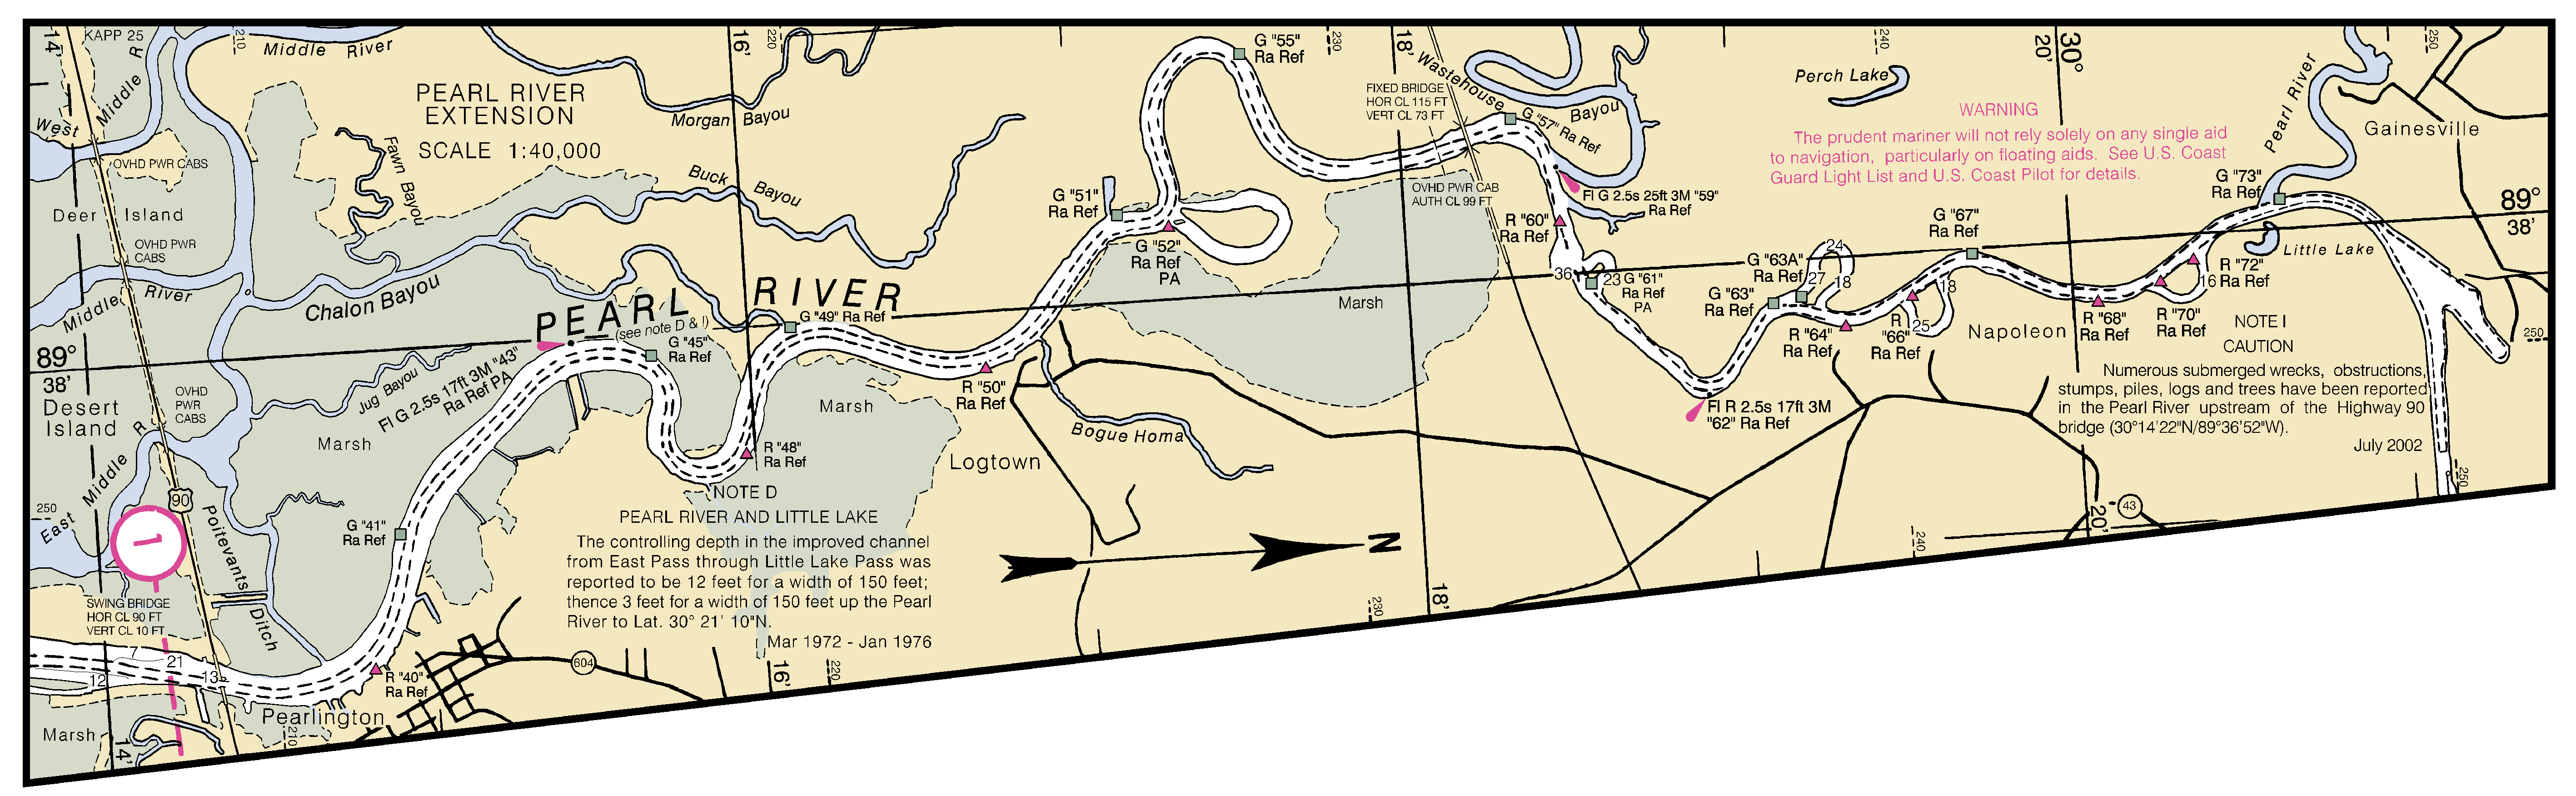 14'
KAPP 25
210
Middle River
16'
220
PEARL RIVER
EXTENSION
SCALE 1:40,000
Morgan Bayou
West Middle R
OVHD PWR CABS
Fawn Bayou
Buck Bayou
Deer Island
OVHD PWR
CABS
Middle River
Chalon Bayou
PEARL RIVER
(see note D & I)
89°
38'
Desert
Island
OVHD
PWR
CABS
Jug Bayou
Fl G 2.5s 17ft 3M "43"
Ra Ref PA
G "45"
Ra Ref
G "49" Ra Ref
Marsh
R "48"
Ra Ref
Marsh
East Middle R
250
90
1
Poitevants Ditch
G "41"
Ra Ref
SWING BRIDGE
HOR CL 90 FT
VERT CL 10 FT
7
21
12
13
R "40"
Ra Ref
Pearlington
Marsh
14'
210
604
NOTE D
PEARL RIVER AND LITTLE LAKE
The controlling depth in the improved channel
from East Pass through Little Lake Pass was
reported to be 12 feet for a width of 150 feet;
thence 3 feet for a width of 150 feet up the Pearl
River to Lat. 30° 21' 10"N.
Mar 1972 - Jan 1976
16'
220
R "50"
Ra Ref
Logtown
Bogue Homa
N
G "51"
Ra Ref
G "52"
Ra Ref
PA
G "55"
Ra Ref
230
18'
Wastehouse Bayou
FIXED BRIDGE
HOR CL 115 FT
VERT CL 73 FT
G "57" Ra Ref
OVHD PWR CAB
AUTH CL 99 FT
Fl G 2.5s 25ft 3M "59"
Ra Ref
R "60"
Ra Ref
36
23
G "61"
Ra Ref
PA
Marsh
Fl R 2.5s 17ft 3M
"62" Ra Ref
230
18'
240
Perch Lake
20'
30°
WARNING
The prudent mariner will not rely solely on any single aid
to navigation, particularly on floating aids. See U.S. Coast
Guard Light List and U.S. Coast Pilot for details.
G "63"
Ra Ref
G "63A"
Ra Ref
24
27
18
R "64"
Ra Ref
R
"66"
Ra Ref
25
18
G "67"
Ra Ref
Napoleon
R "68"
Ra Ref
R "70"
Ra Ref
16
R "72"
Ra Ref
G "73"
Ra Ref
Pearl River
250
Gainesville
89°
38'
Little Lake
NOTE I
CAUTION
Numerous submerged wrecks, obstructions,
stumps, piles, logs and trees have been reported
in the Pearl River upstream of the Highway 90
bridge (30°14'22"N/89°36'52"W).
July 2002
250
250
43
20'
240